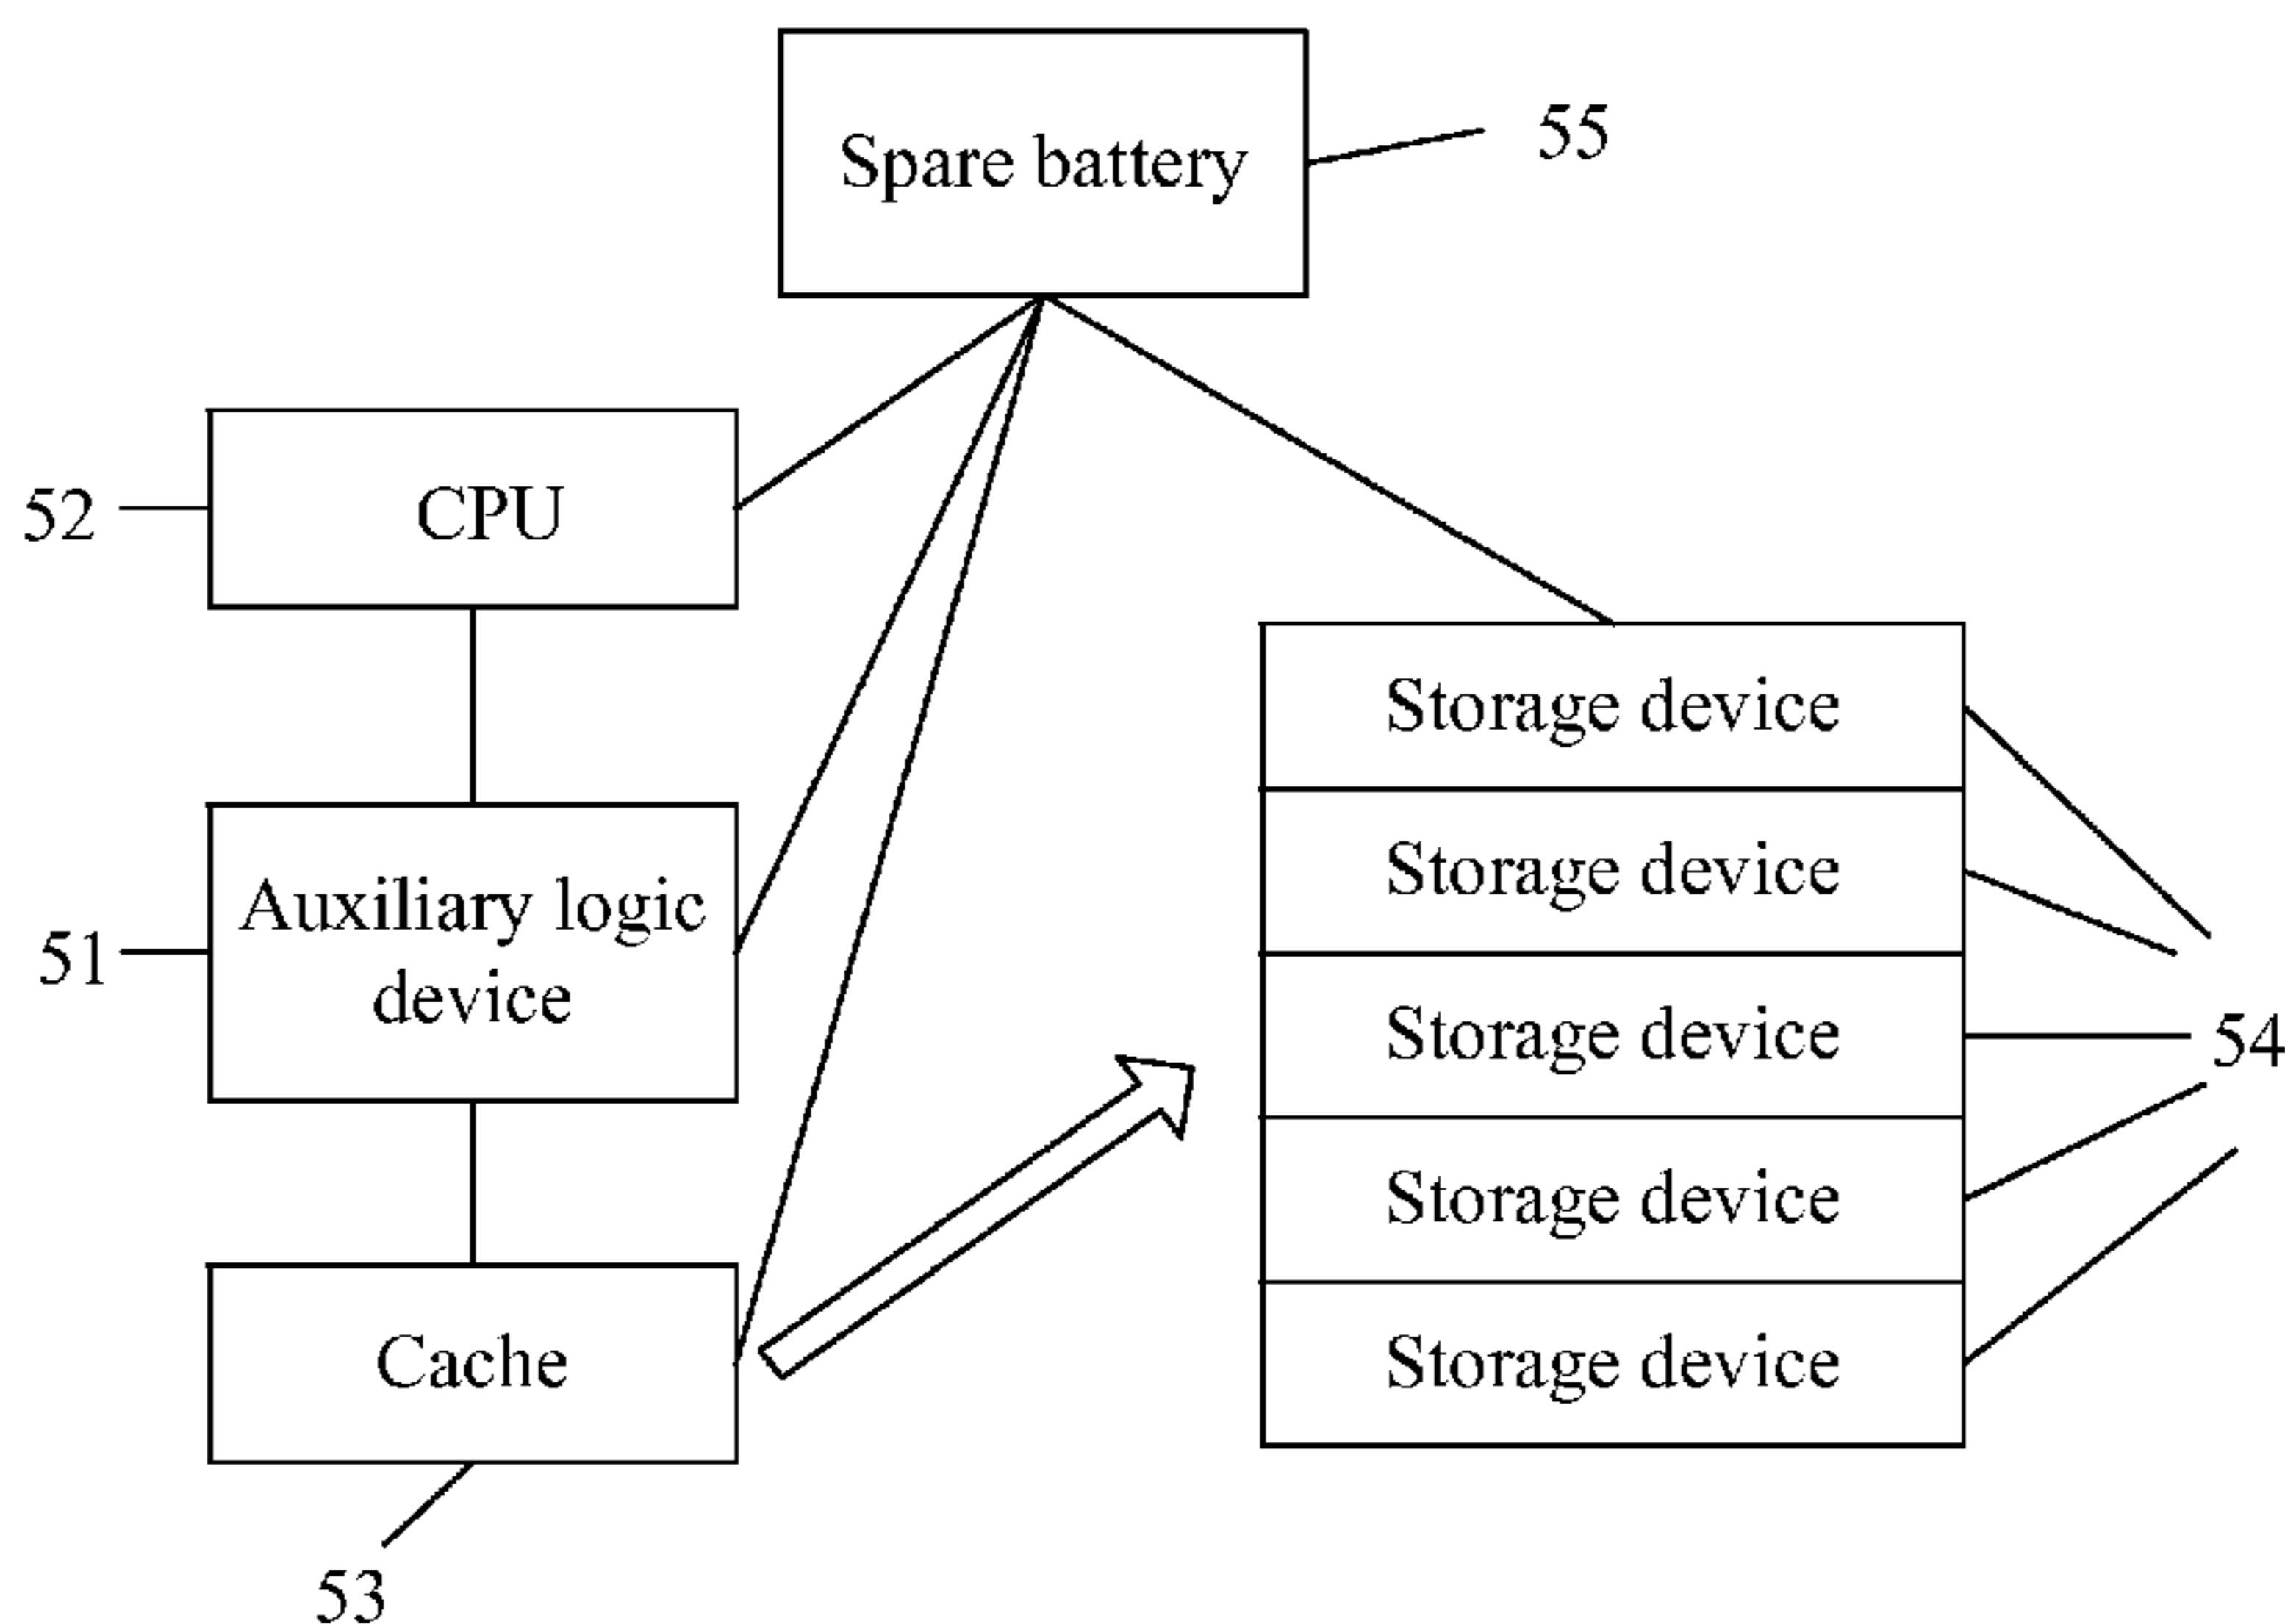 Spare battery
55
52
CPU
Storage device
Storage device
51
Auxiliary logic
device
Storage device
54
Storage device
Cache
Storage device
53